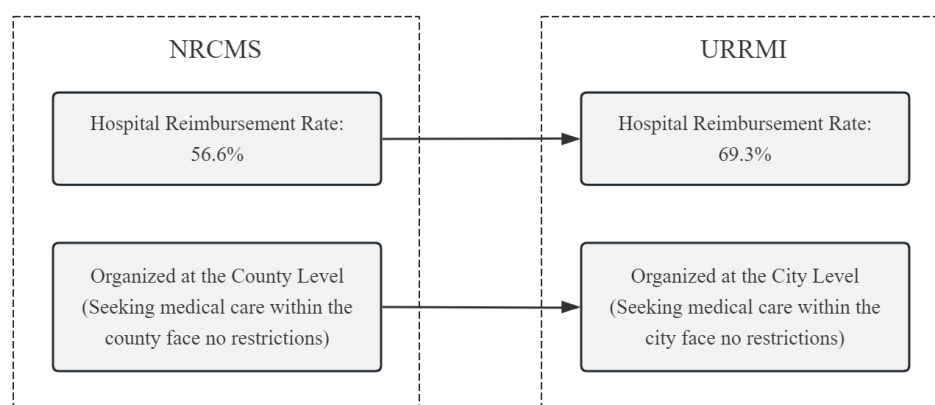 NRCMS
Hospital Reimbursement Rate:
56.6%
Organized at the County Level
(Seeking medical care within the
county face no restrictions)
URRMI
Hospital Reimbursement Rate:
69.3%
Organized at the City Level
(Seeking medical care within the
city face no restrictions)